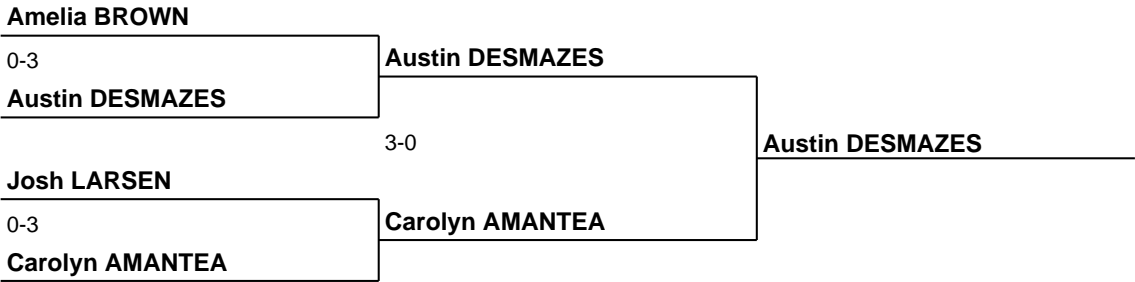 Amelia BROWN
0-3
Austin DESMAZES
Austin DESMAZES
3-0
Austin DESMAZES
Josh LARSEN
0-3
Carolyn AMANTEA
Carolyn AMANTEA